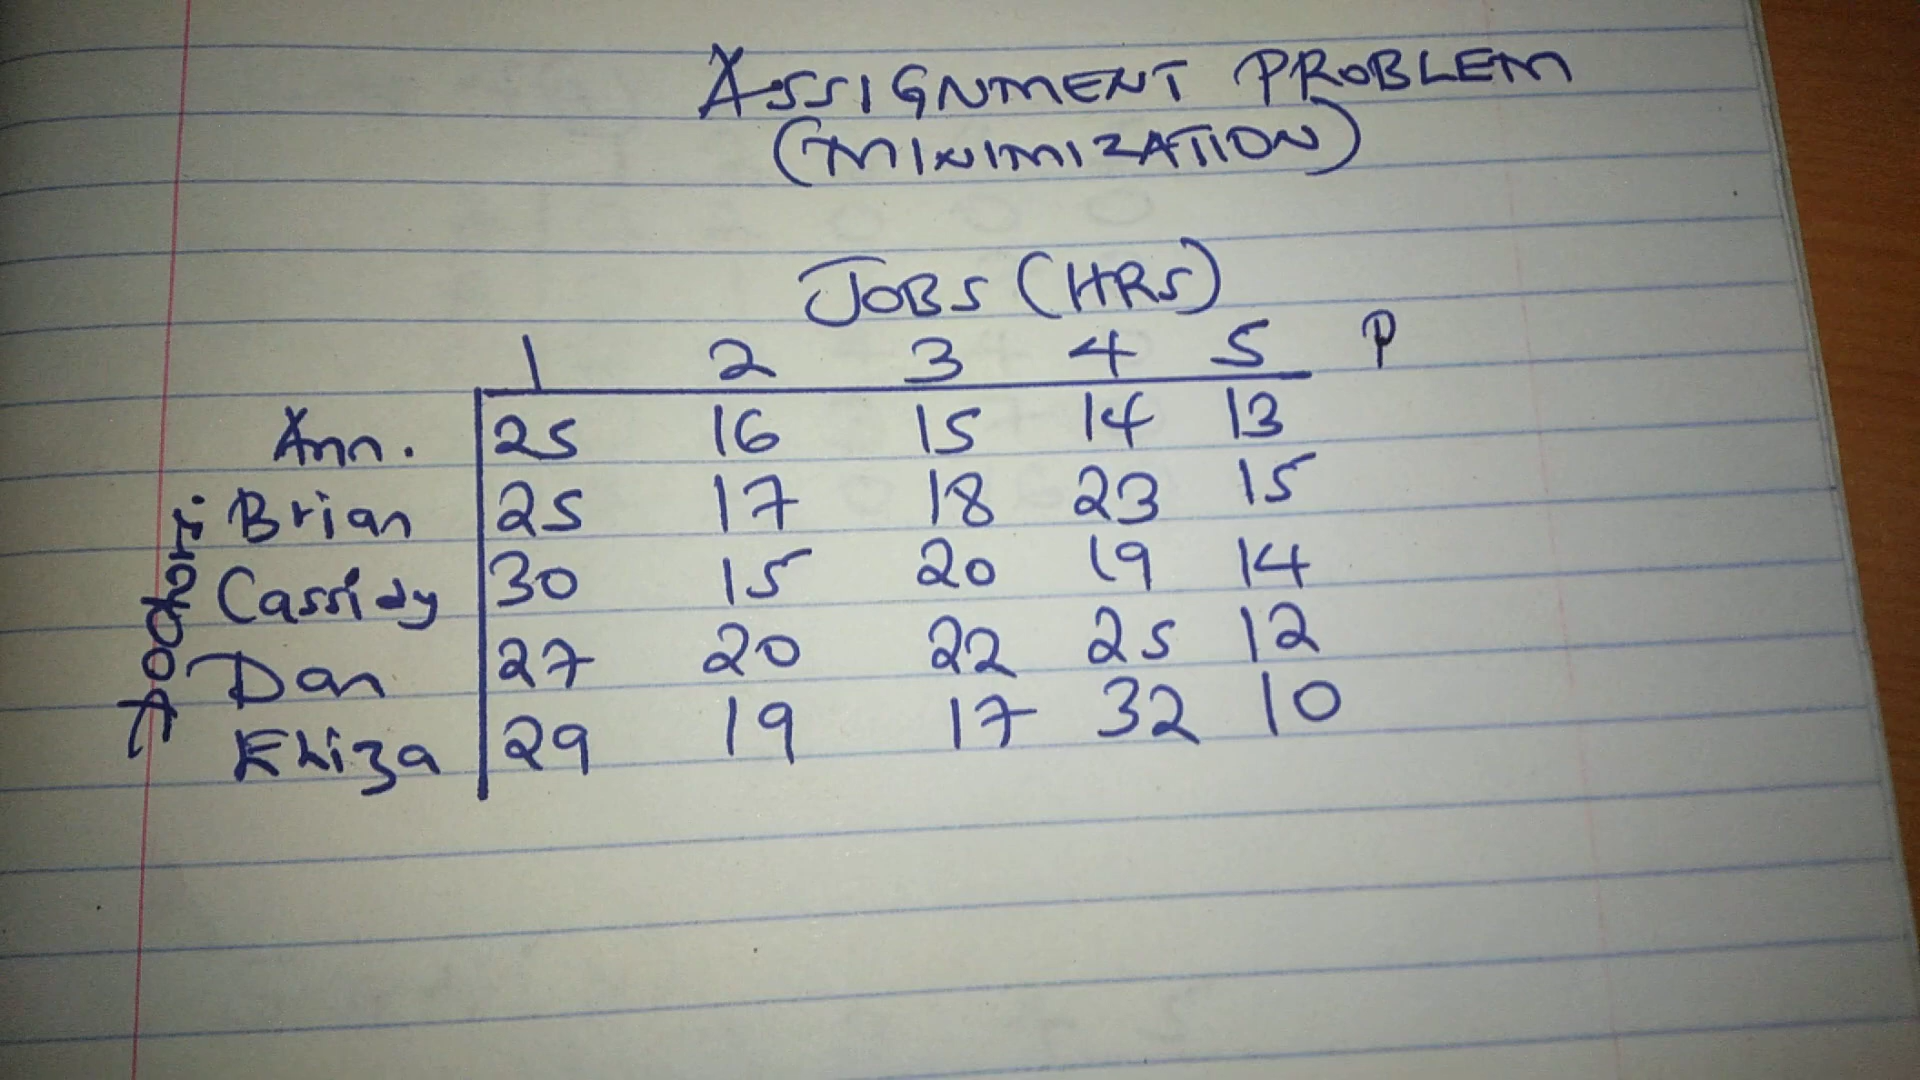 ASSIGNMENT PROBLEM
(MINIMIZATION)
JOBS (HRS)
1 2 3 4 5 P
Ann. 25 16 15 14 13
Brian 25 17 18 23 15
Cassidy 30 15 20 19 14
Dan 27 20 22 25 12
Eliza 29 19 17 32 10